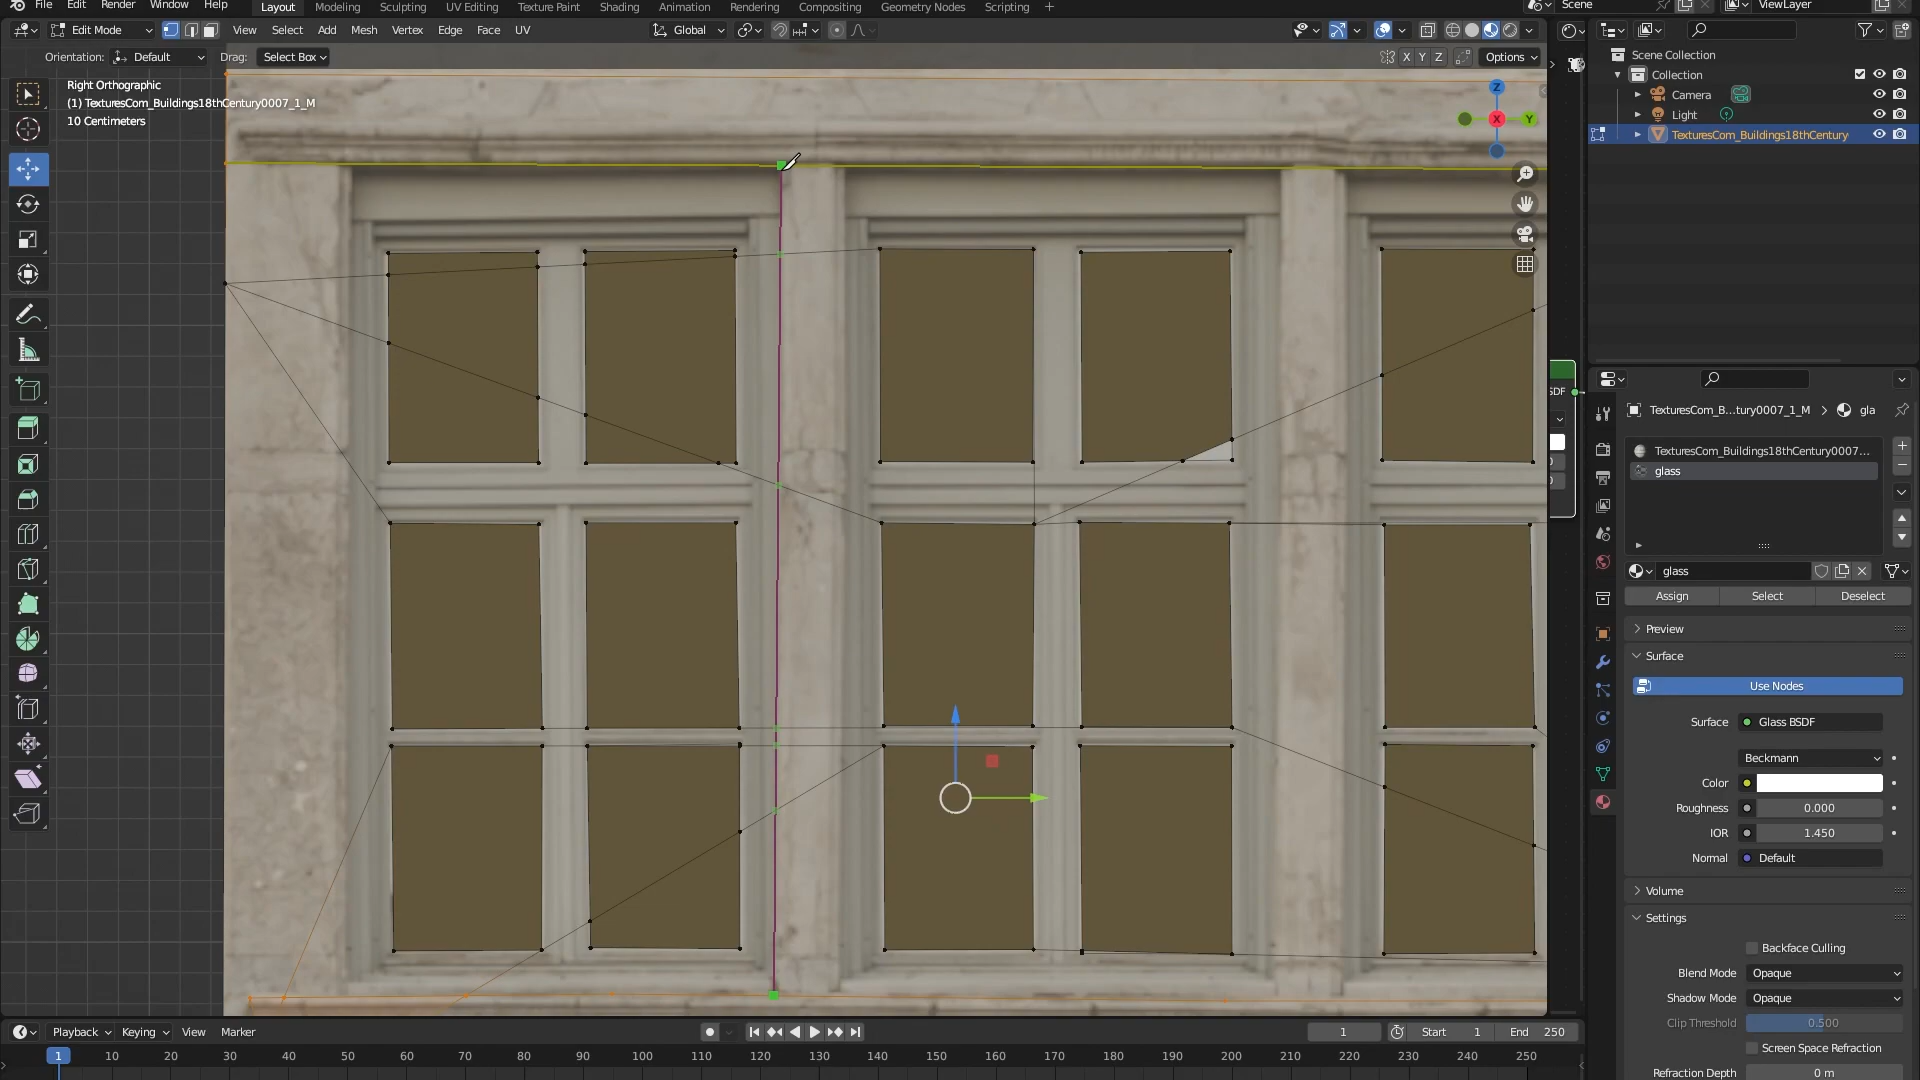 File Edit Render Window Help Layout Modeling Sculpting UV Editing Texture Paint Shading Animation Rendering Compositing Geometry Nodes Scripting + Scene ViewLayer
Edit Mode View Select Add Mesh Vertex Edge Face UV Global
Orientation: Default Drag: Select Box X Y Z Options
Right Orthographic
(1) TexturesCom_Buildings18thCentury0007_1_M
10 Centimeters
Z
X
Y
Scene Collection
Collection
Camera
Light
TexturesCom_Buildings18thCentury
TexturesCom_B...tury0007_1_M gla
TexturesCom_Buildings18thCentury0007...
glass
glass
Assign Select Deselect
Preview
Surface
Use Nodes
Surface Glass BSDF
Beckmann
Color
Roughness 0.000
IOR 1.450
Normal Default
Volume
Settings
Backface Culling
Blend Mode Opaque
Shadow Mode Opaque
Clip Threshold 0.500
Screen Space Refraction
Refraction Depth 0 m
Playback Keying View Marker 1 Start 1 End 250
1 10 20 30 40 50 60 70 80 90 100 110 120 130 140 150 160 170 180 190 200 210 220 230 240 250